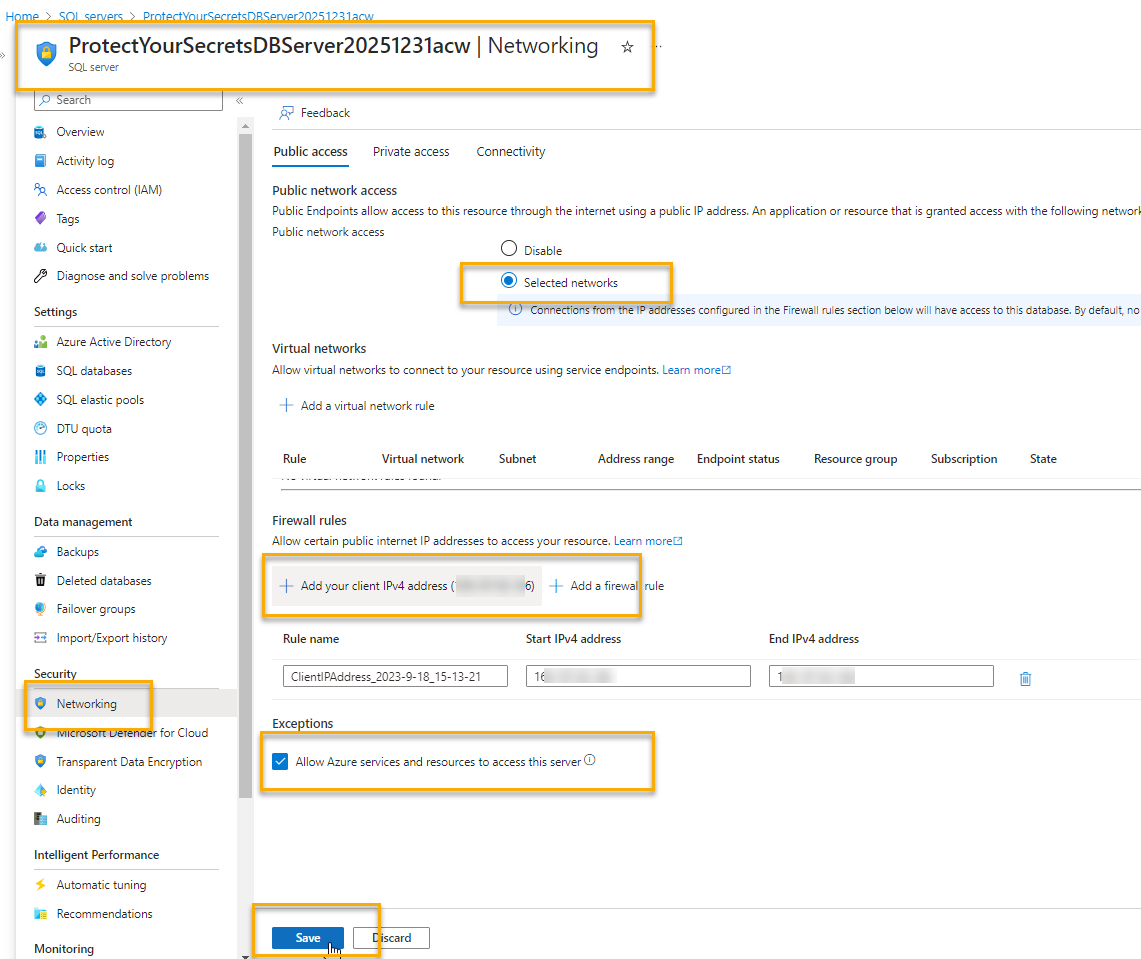 Home > SQL servers > ProtectYourSecretsDBServer20251231acw
ProtectYourSecretsDBServer20251231acw | Networking
SQL server
Search
Overview
Activity log
Access control (IAM)
Tags
Quick start
Diagnose and solve problems
Settings
Azure Active Directory
SQL databases
SQL elastic pools
DTU quota
Properties
Locks
Data management
Backups
Deleted databases
Failover groups
Import/Export history
Security
Networking
Microsoft Defender for Cloud
Transparent Data Encryption
Identity
Auditing
Intelligent Performance
Automatic tuning
Recommendations
Monitoring
Feedback
Public access Private access Connectivity
Public network access
Public Endpoints allow access to this resource through the internet using a public IP address. An application or resource that is granted access with the following network
Public network access
Disable
Selected networks
Connections from the IP addresses configured in the Firewall rules section below will have access to this database. By default, no
Virtual networks
Allow virtual networks to connect to your resource using service endpoints. Learn more
+ Add a virtual network rule
Rule Virtual network Subnet Address range Endpoint status Resource group Subscription State
No virtual network rules found.
Firewall rules
Allow certain public internet IP addresses to access your resource. Learn more
+ Add your client IPv4 address ( 6) + Add a firewall rule
Rule name Start IPv4 address End IPv4 address
ClientIPAddress_2023-9-18_15-13-21 16 1
Exceptions
Allow Azure services and resources to access this server
Save Discard